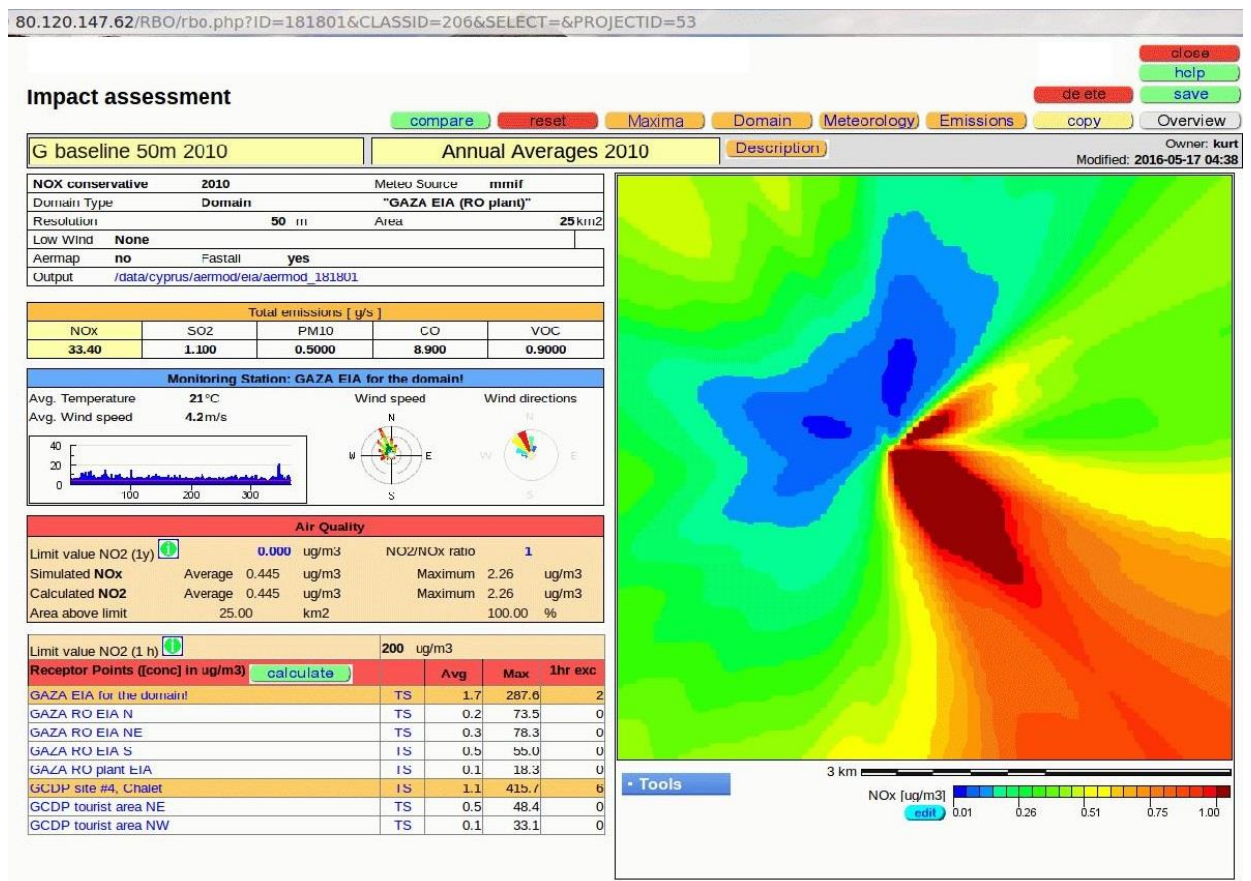 80.120.147.62/RBO/rbo.php?ID=181801&CLASSID=206&SELECT=&PROJECTID=53
close
help
Impact assessment
de ete save
compare reset Maxima Domain Meteorology Emissions copy Overview
G baseline 50m 2010 Annual Averages 2010 Description Owner: kurt
Modified: 2016-05-17 04:38
NOX conservative 2010 Meteo Source mmif
Domain Type Domain "GAZA EIA (RO plant)"
Resolution 50 m Area 25 km2
Low Wind None
Aermap no Fastall yes
Output /data/cyprus/aermod/eia/aermod_181801
Total emissions [ g/s ]
NOx SO2 PM10 CO VOC
33.40 1.100 0.5000 8.900 0.9000
Monitoring Station: GAZA EIA for the domain!
Avg. Temperature 21°C Wind speed Wind directions
Avg. Wind speed 4.2m/s
N N
40
20
0
W E W E
100 200 300
S S
Air Quality
Limit value NO2 (1y) 0.000 ug/m3 NO2/NOx ratio 1
Simulated NOx Average 0.445 ug/m3 Maximum 2.26 ug/m3
Calculated NO2 Average 0.445 ug/m3 Maximum 2.26 ug/m3
Area above limit 25.00 km2 100.00 %
Limit value NO2 (1 h) 200 ug/m3
Receptor Points ([conc] in ug/m3) calculate Avg Max 1hr exc
GAZA EIA for the domain! TS 1.7 287.6 2
GAZA RO EIA N TS 0.2 73.5 0
GAZA RO EIA NE TS 0.3 78.3 0
GAZA RO EIA S TS 0.5 55.0 0
GAZA RO plant EIA TS 0.1 18.3 0
GCDP site #4, Chalet TS 1.1 415.7 6
GCDP tourist area NE TS 0.5 48.4 0
GCDP tourist area NW TS 0.1 33.1 0
Tools
3 km
NOx [ug/m3]
edit 0.01 0.26 0.51 0.75 1.00